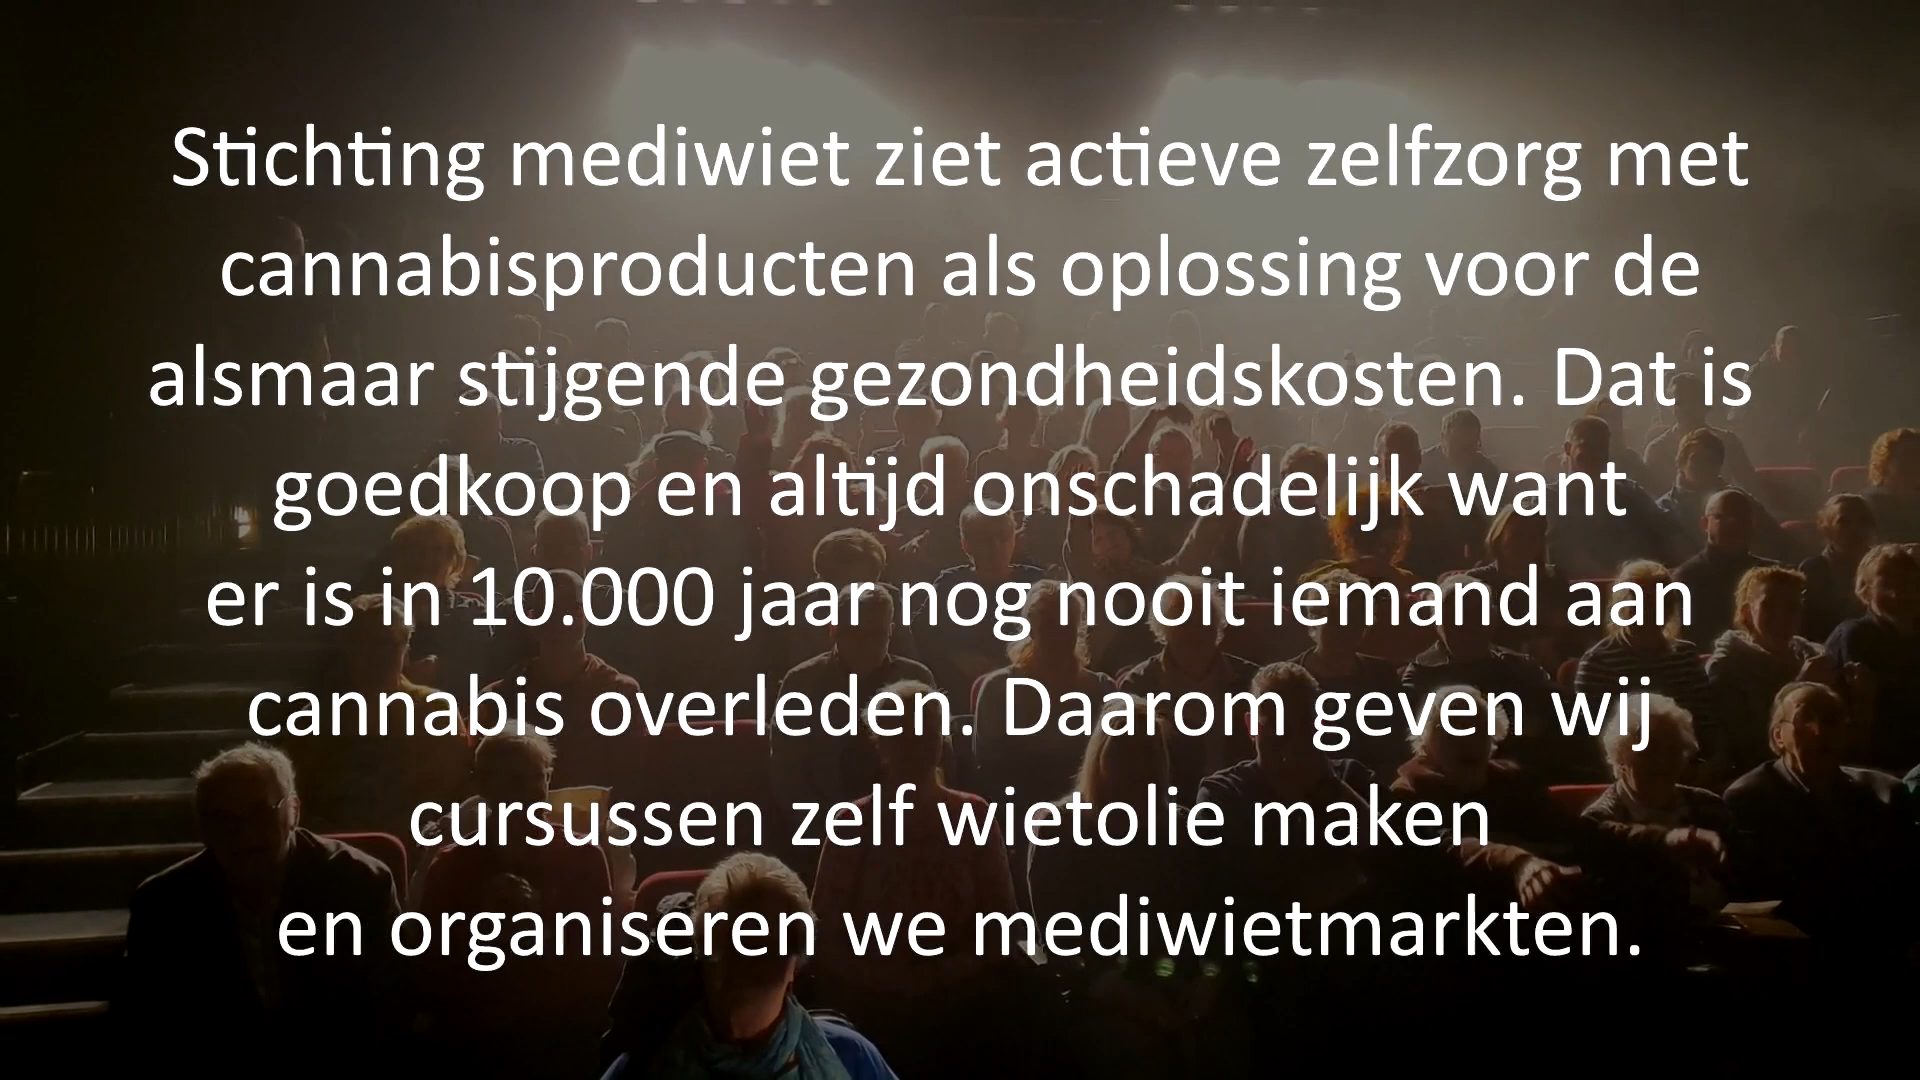 Stichting mediwiet ziet actieve zelfzorg met
cannabisproducten als oplossing voor de
alsmaar stijgende gezondheidskosten. Dat is
goedkoop en altijd onschadelijk want
er is in 10.000 jaar nog nooit iemand aan
cannabis overleden. Daarom geven wij
cursussen zelf wietolie maken
en organiseren we mediwietmarkten.